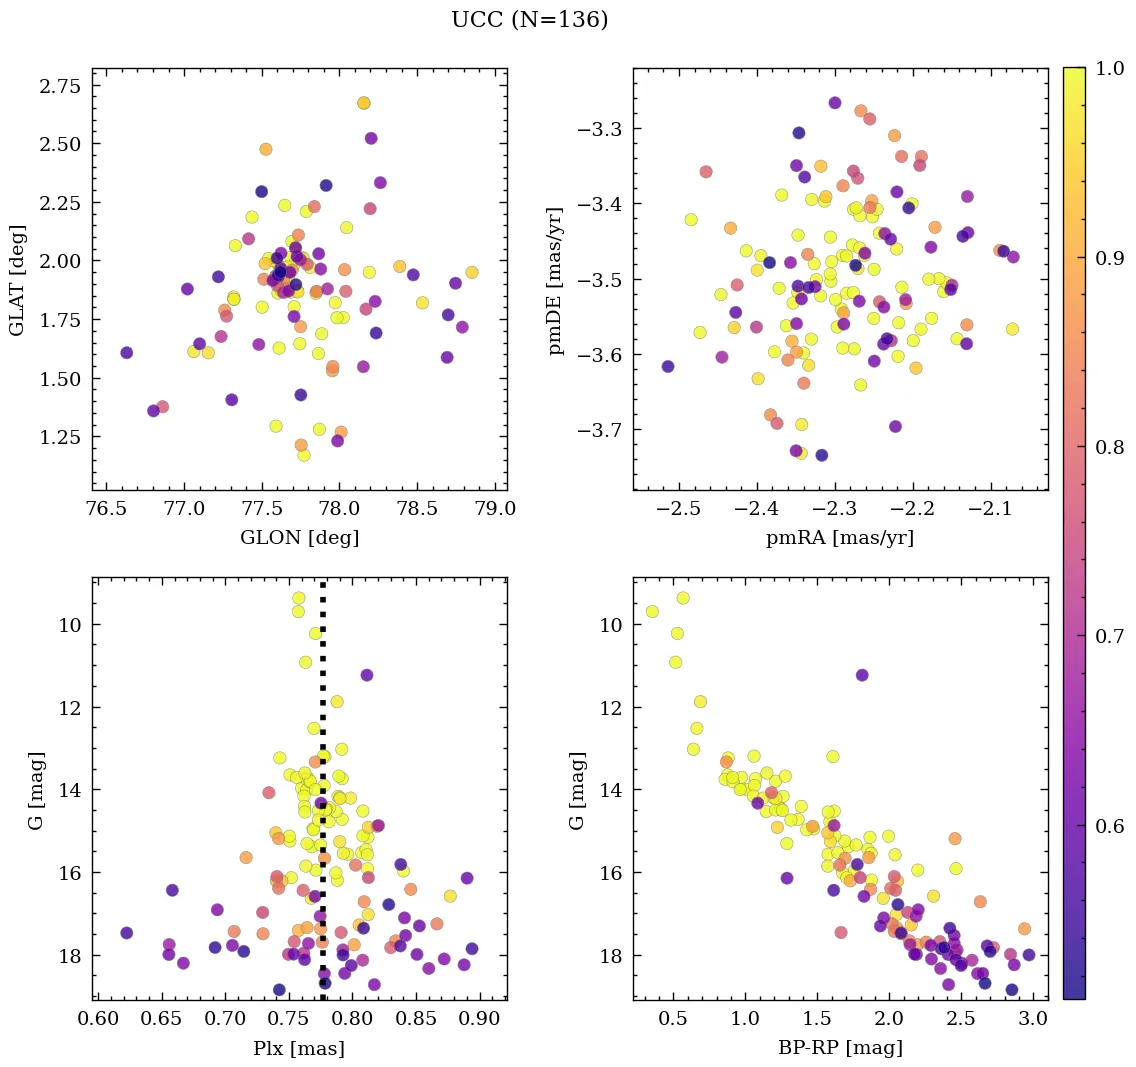 UCC (N=136)
2.75
2.50
2.25
2.00
1.75
1.50
1.25
GLAT [deg]
76.5 77.0 77.5 78.0 78.5 79.0
GLON [deg]
−3.3
−3.4
−3.5
−3.6
−3.7
pmDE [mas/yr]
−2.5 −2.4 −2.3 −2.2 −2.1
pmRA [mas/yr]
1.0
0.9
0.8
0.7
0.6
10
12
14
16
18
G [mag]
0.60 0.65 0.70 0.75 0.80 0.85 0.90
Plx [mas]
10
12
14
16
18
G [mag]
0.5 1.0 1.5 2.0 2.5 3.0
BP-RP [mag]